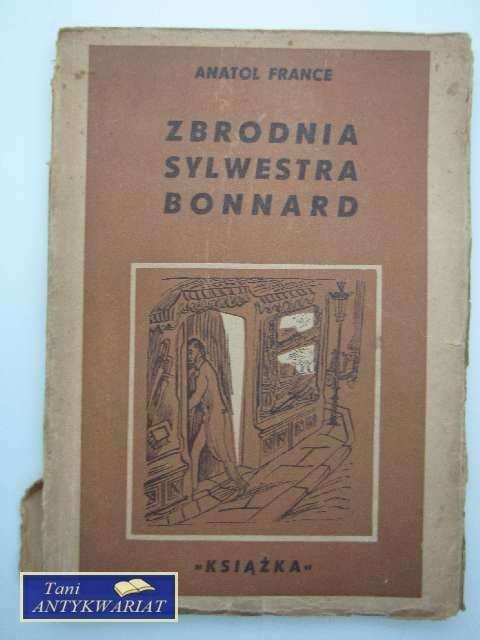 ANATOL FRANCE
ZBRODNIA
SYLWESTRA
BONNARD
»KSIĄŻKA«
Tani
ANTYKWARIAT